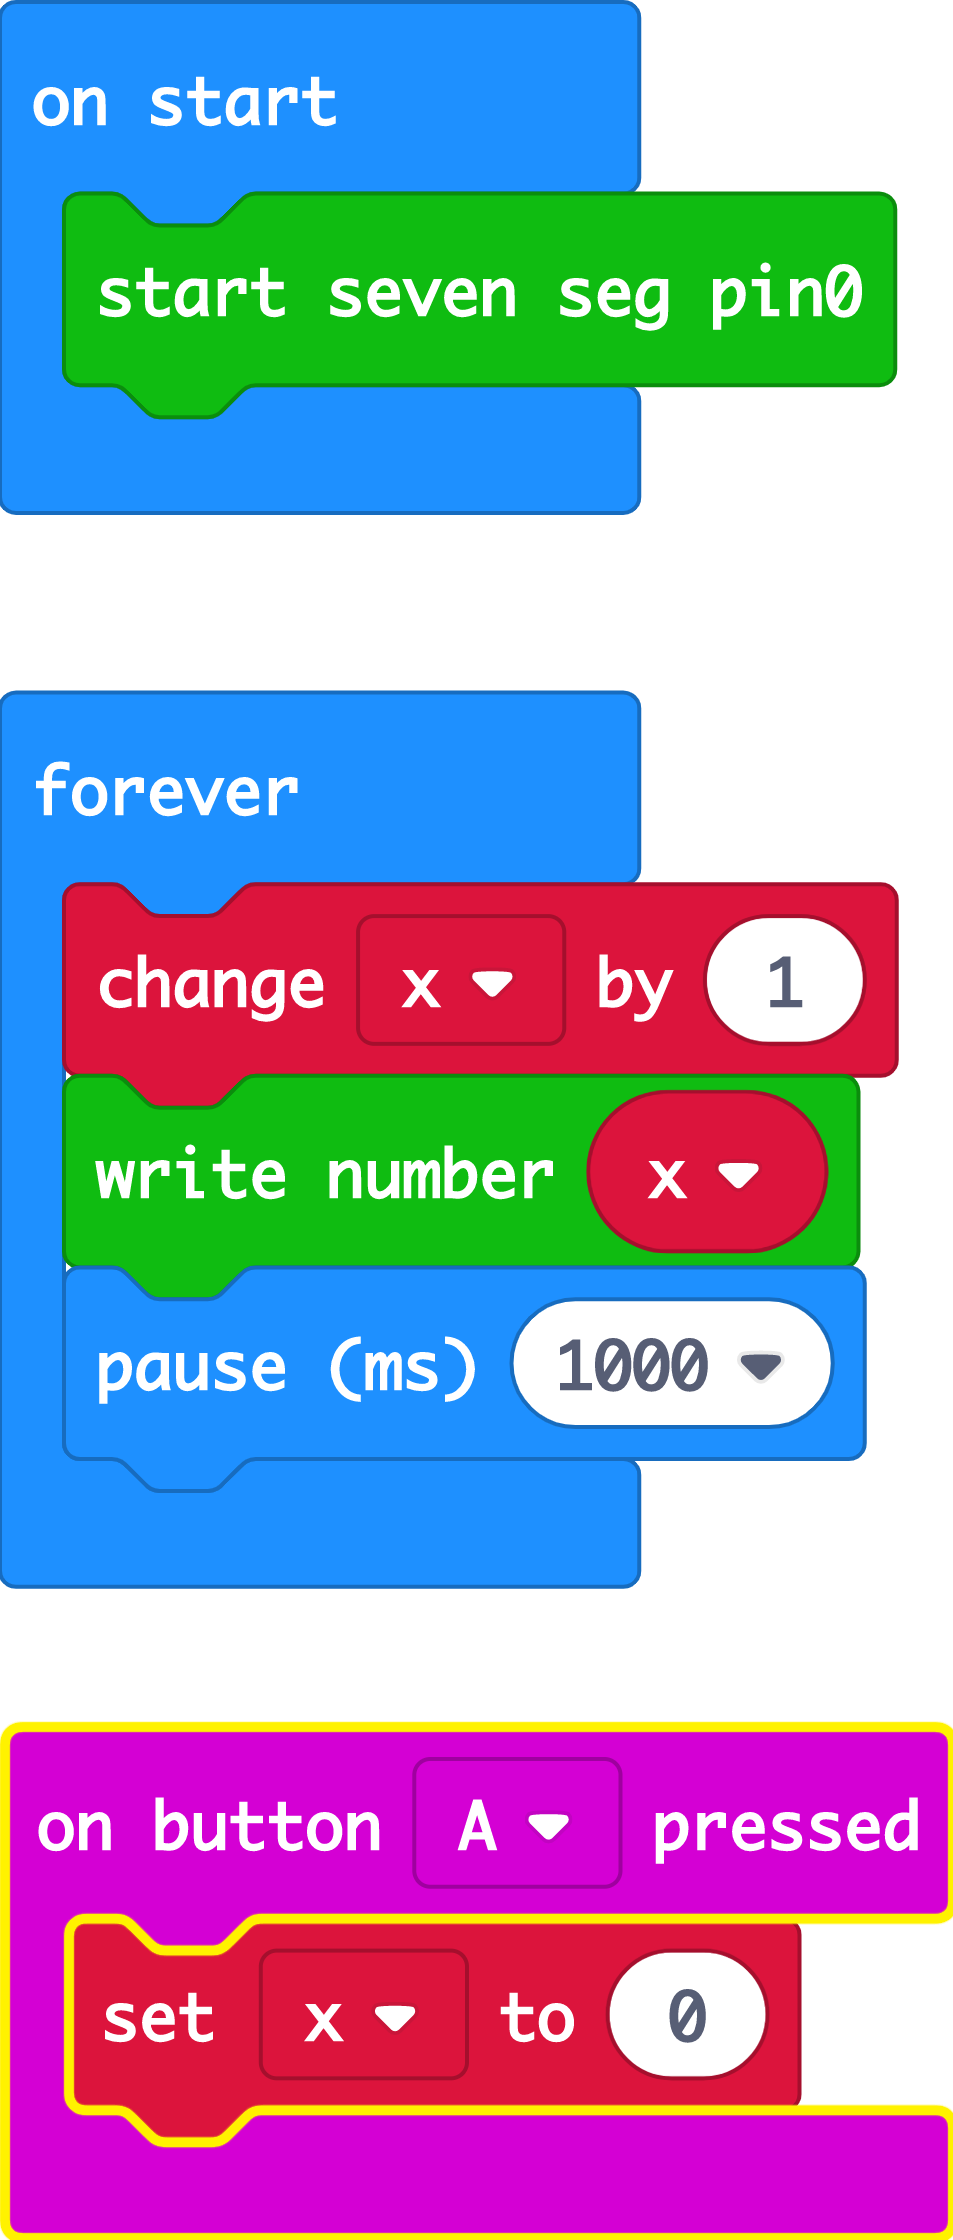 on start
start seven seg pin0
forever
change x by 1
write number x
pause (ms) 1000
on button A pressed
set x to 0